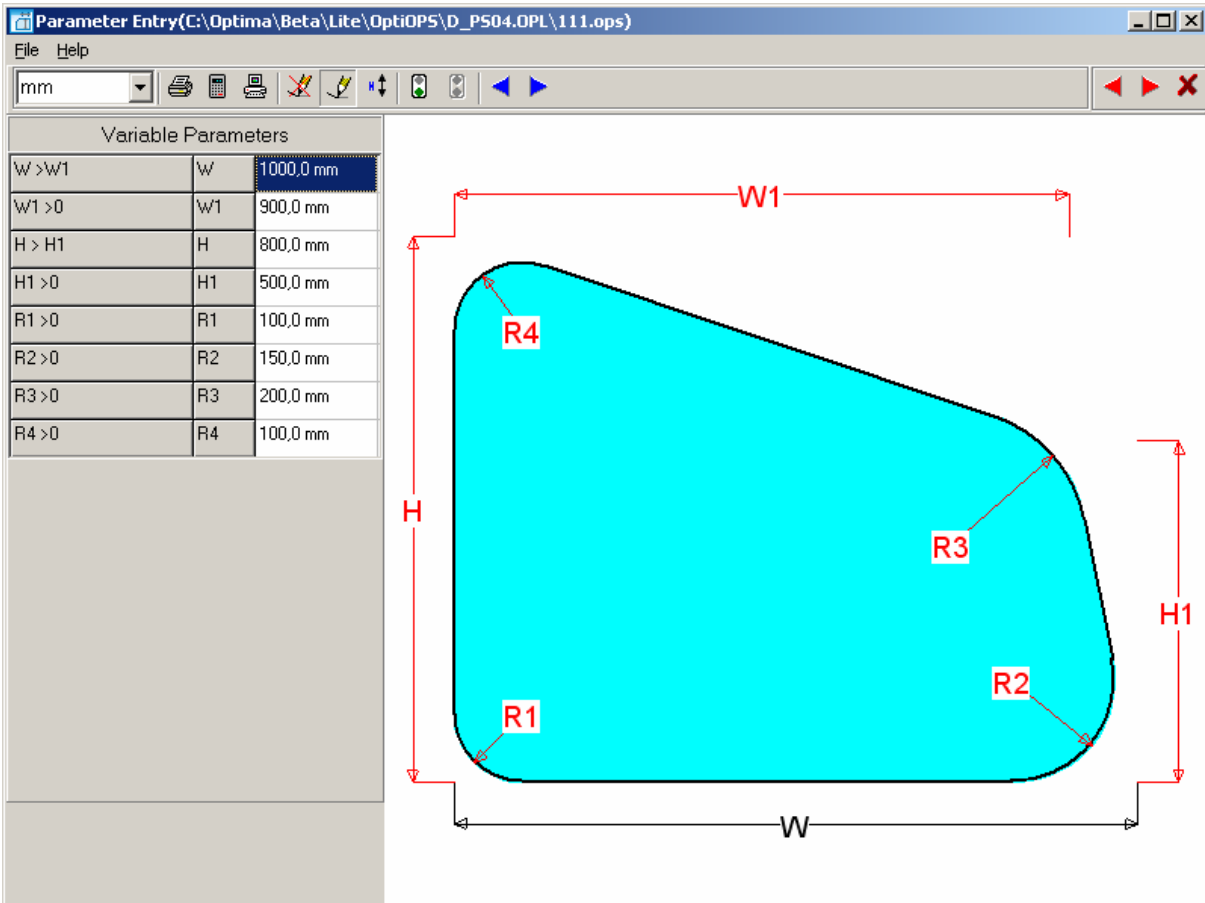 Parameter Entry(C:\Optima\Beta\Lite\OptiOPS\D_PS04.OPL\111.ops)
File Help
mm
Variable Parameters
W >W1 W 1000,0 mm
W1 >0 W1 900,0 mm
H > H1 H 800,0 mm
H1 >0 H1 500,0 mm
R1 >0 R1 100,0 mm
R2 >0 R2 150,0 mm
R3 >0 R3 200,0 mm
R4 >0 R4 100,0 mm
W1
R4
H
R3
H1
R2
R1
W